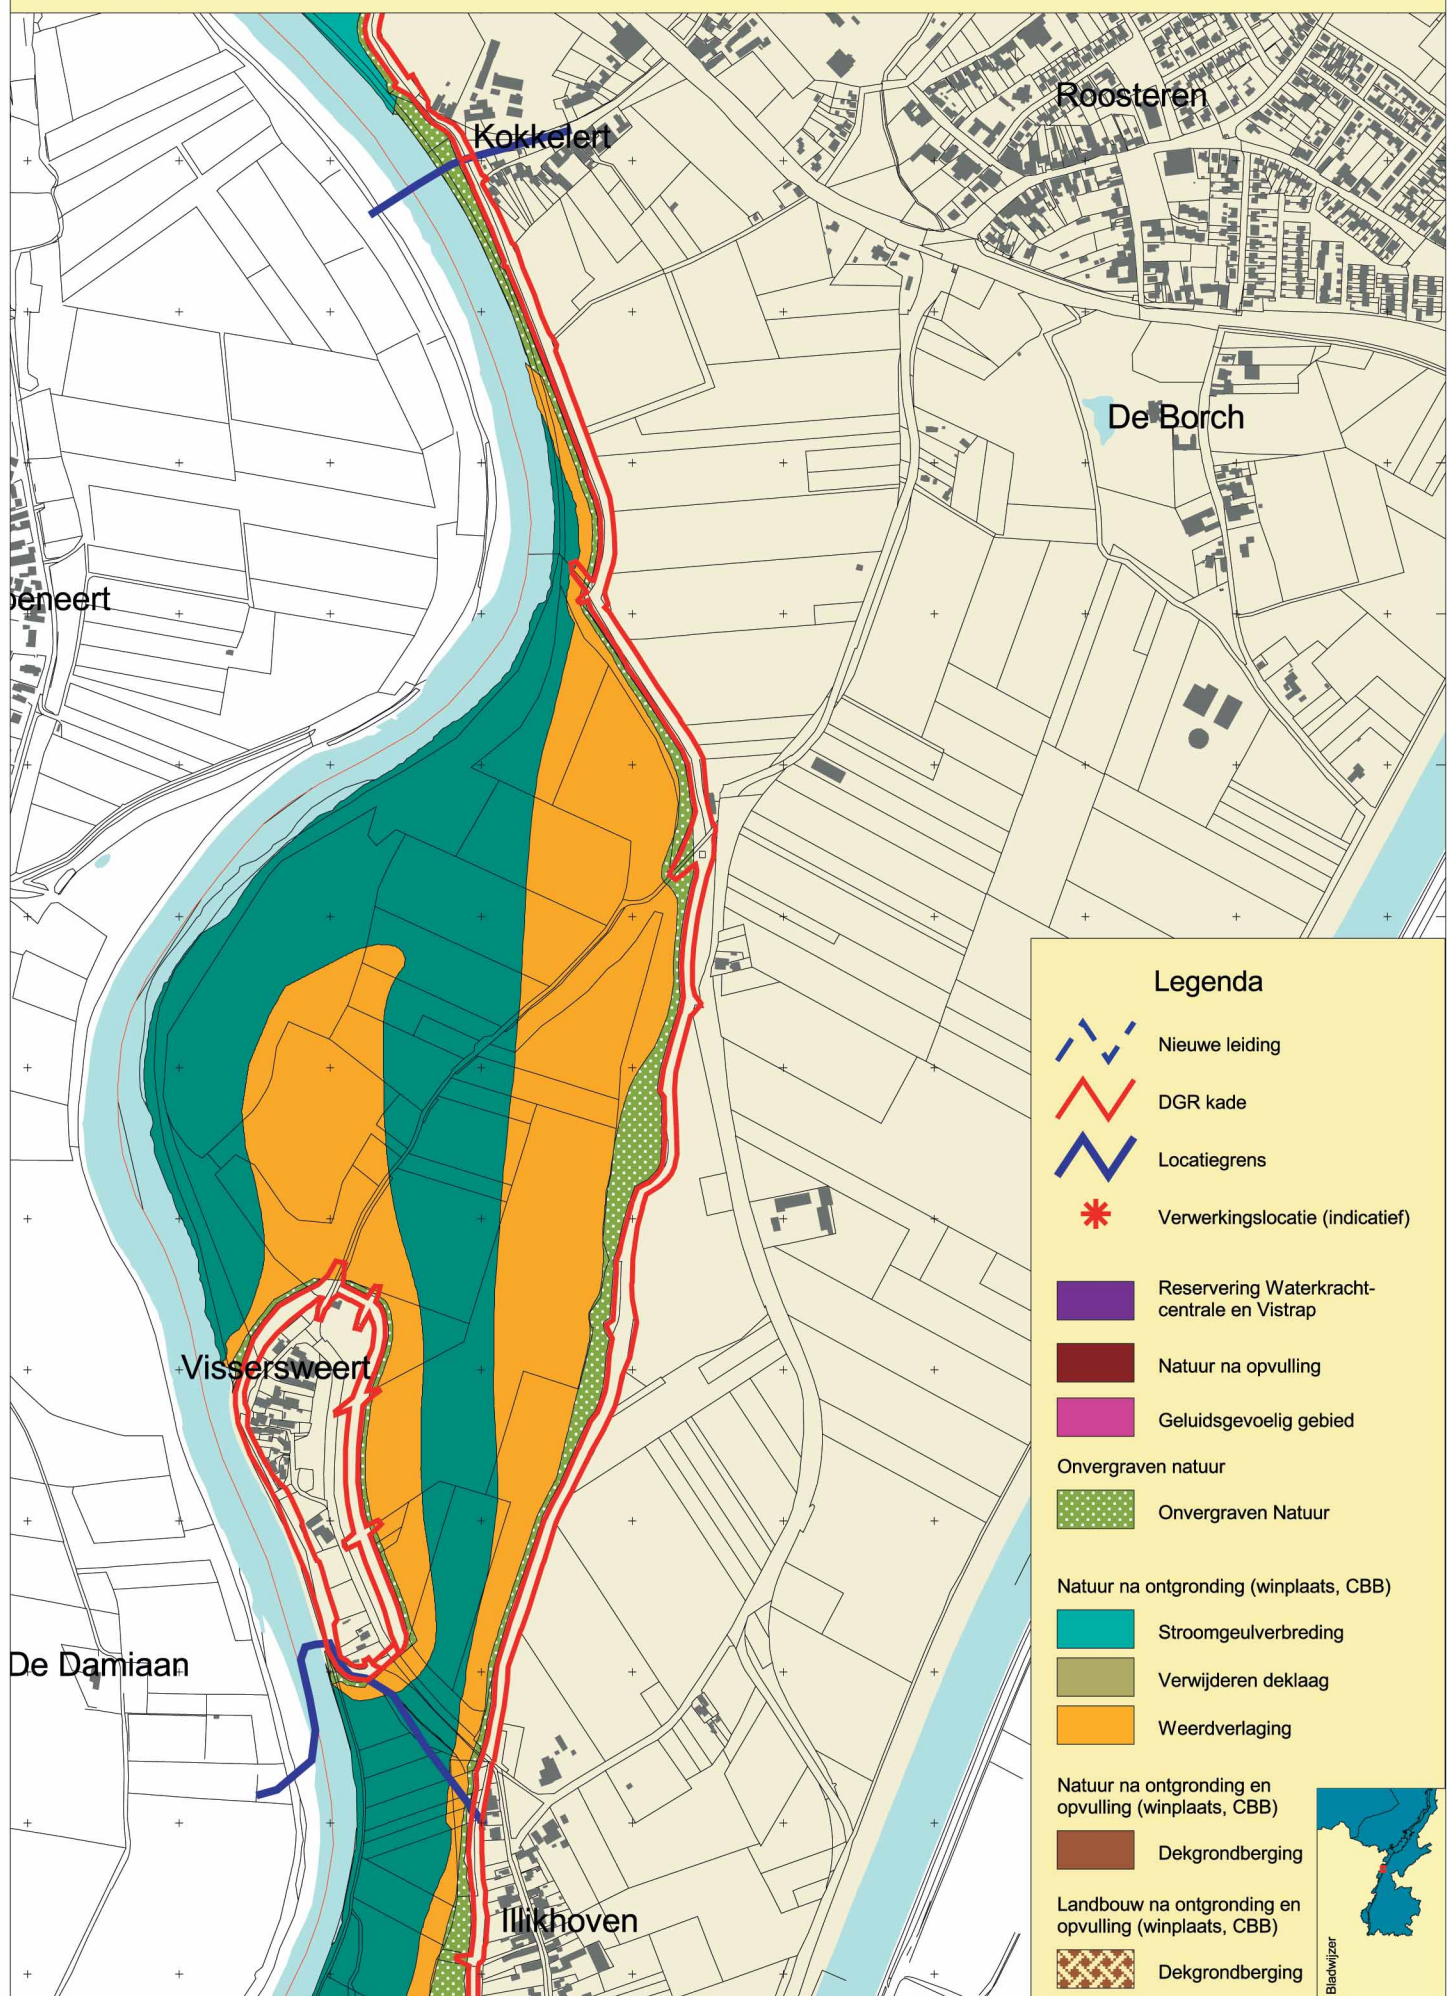 Roosteren
Kokkelert
De Borch
eneert
Vissersweert
De Damiaan
Illikhoven
Legenda
Nieuwe leiding
DGR kade
Locatiegrens
Verwerkingslocatie (indicatief)
Reservering Waterkracht-
centrale en Vistrap
Natuur na opvulling
Geluidsgevoelig gebied
Onvergraven natuur
Onvergraven Natuur
Natuur na ontgronding (winplaats, CBB)
Stroomgeulverbreding
Verwijderen deklaag
Weerdverlaging
Natuur na ontgronding en
opvulling (winplaats, CBB)
Dekgrondberging
Landbouw na ontgronding en
opvulling (winplaats, CBB)
Dekgrondberging
Bladwijzer